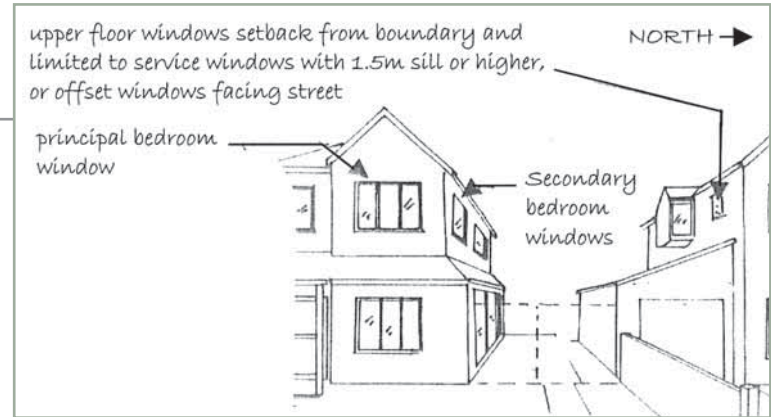 upper floor windows setback from boundary and
limited to service windows with 1.5m sill or higher,
or offset windows facing street
NORTH
principal bedroom
window
Secondary
bedroom
windows